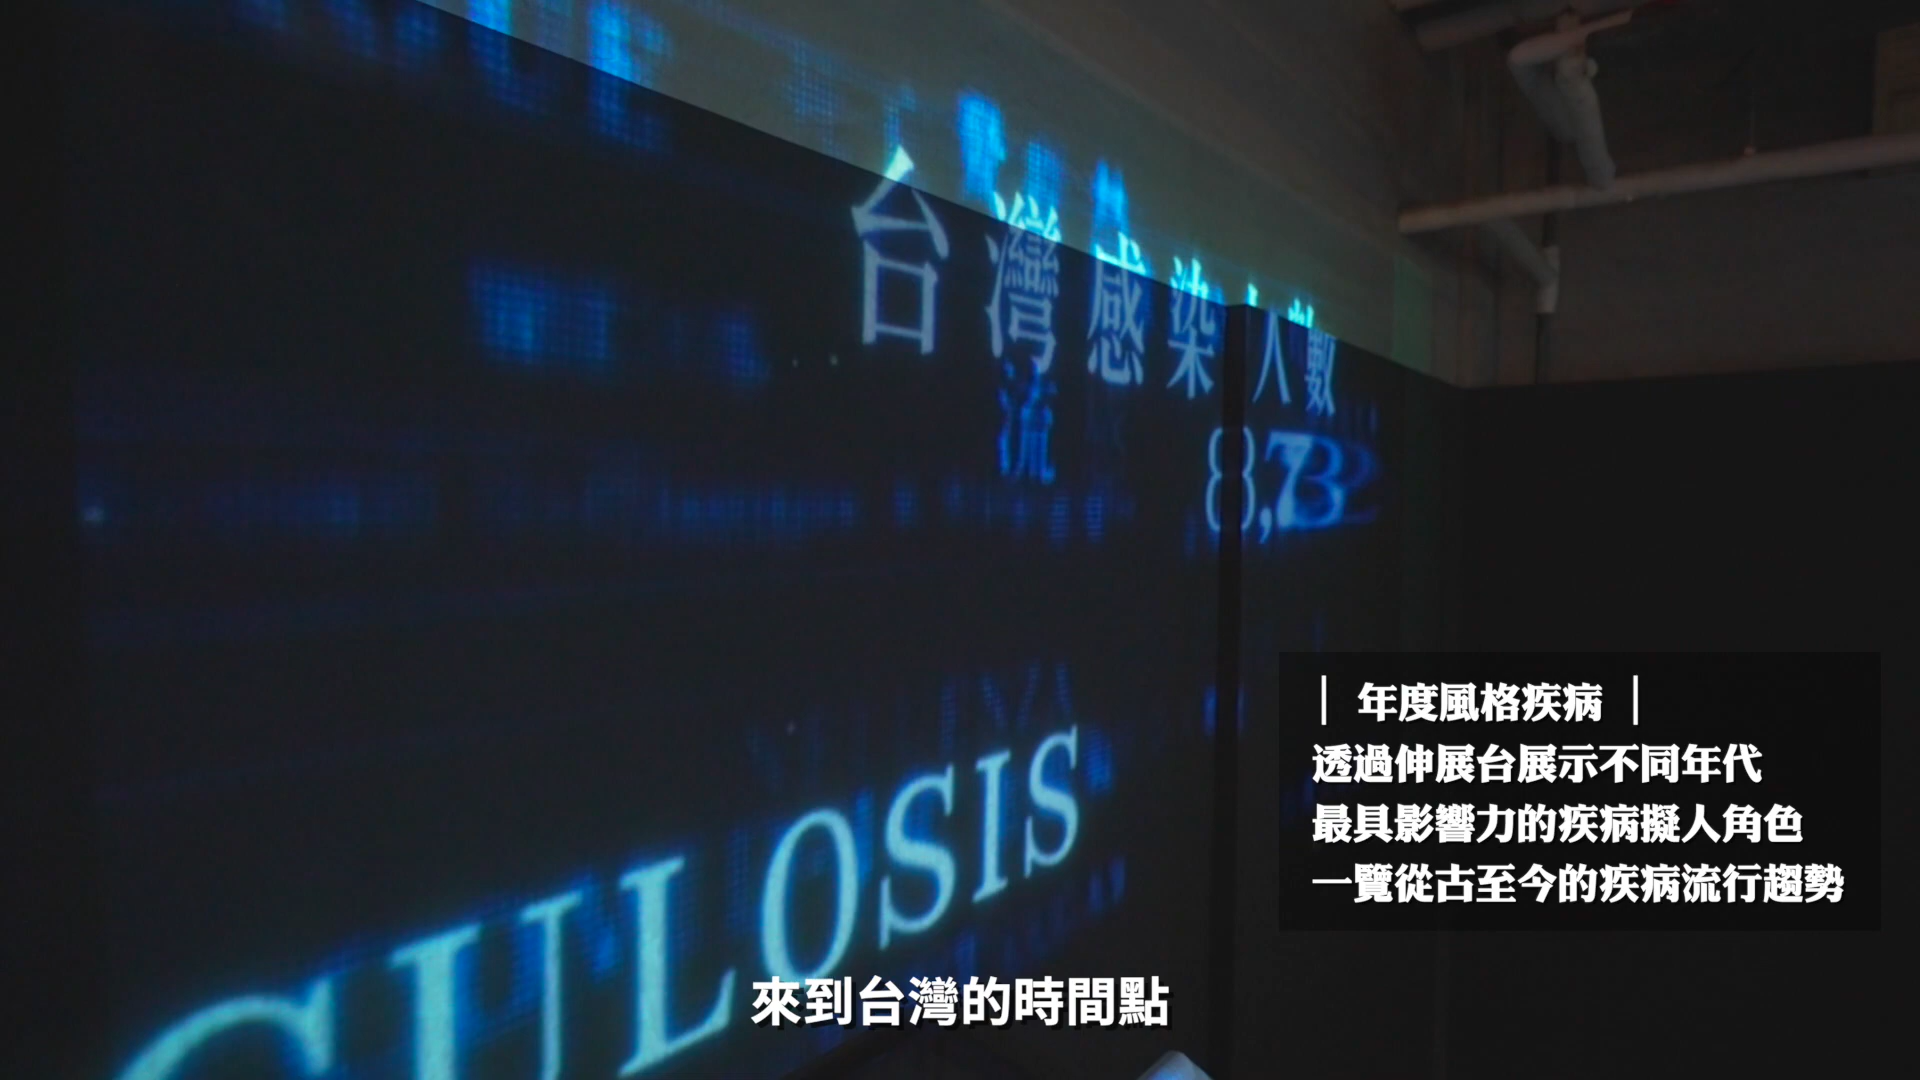 台灣感染人數
流
8,7
CULOSIS
| 年度風格疾病 |
透過伸展台展示不同年代
最具影響力的疾病擬人角色
一覽從古至今的疾病流行趨勢
來到台灣的時間點